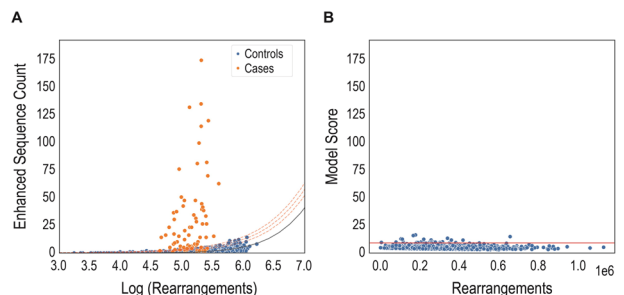 A
Enhanced Sequence Count
175
150
125
100
75
50
25
0
3.0 3.5 4.0 4.5 5.0 5.5 6.0 6.5 7.0
Log (Rearrangements)
Controls
Cases
B
Model Score
175
150
125
100
75
50
25
0
0.0 0.2 0.4 0.6 0.8 1.0
1e6
Rearrangements